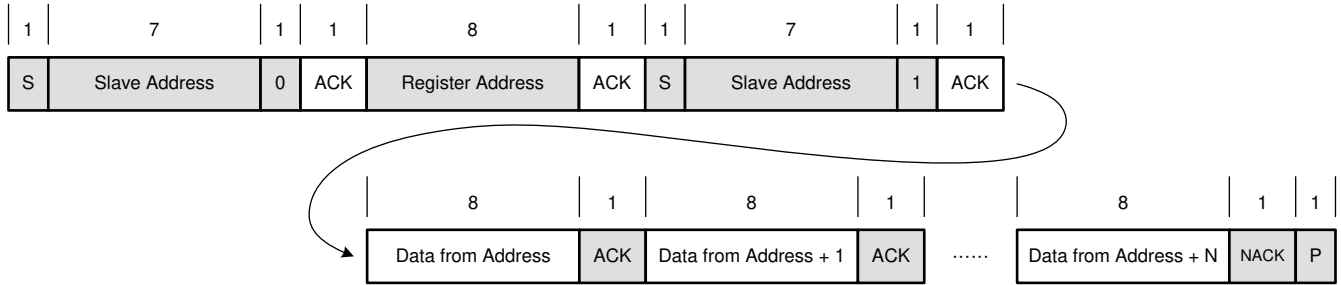 1 7 1 1 8 1 1 7 1 1
S Slave Address 0 ACK Register Address ACK S Slave Address 1 ACK
8 1 8 1 8 1 1
Data from Address ACK Data from Address + 1 ACK ...... Data from Address + N NACK P